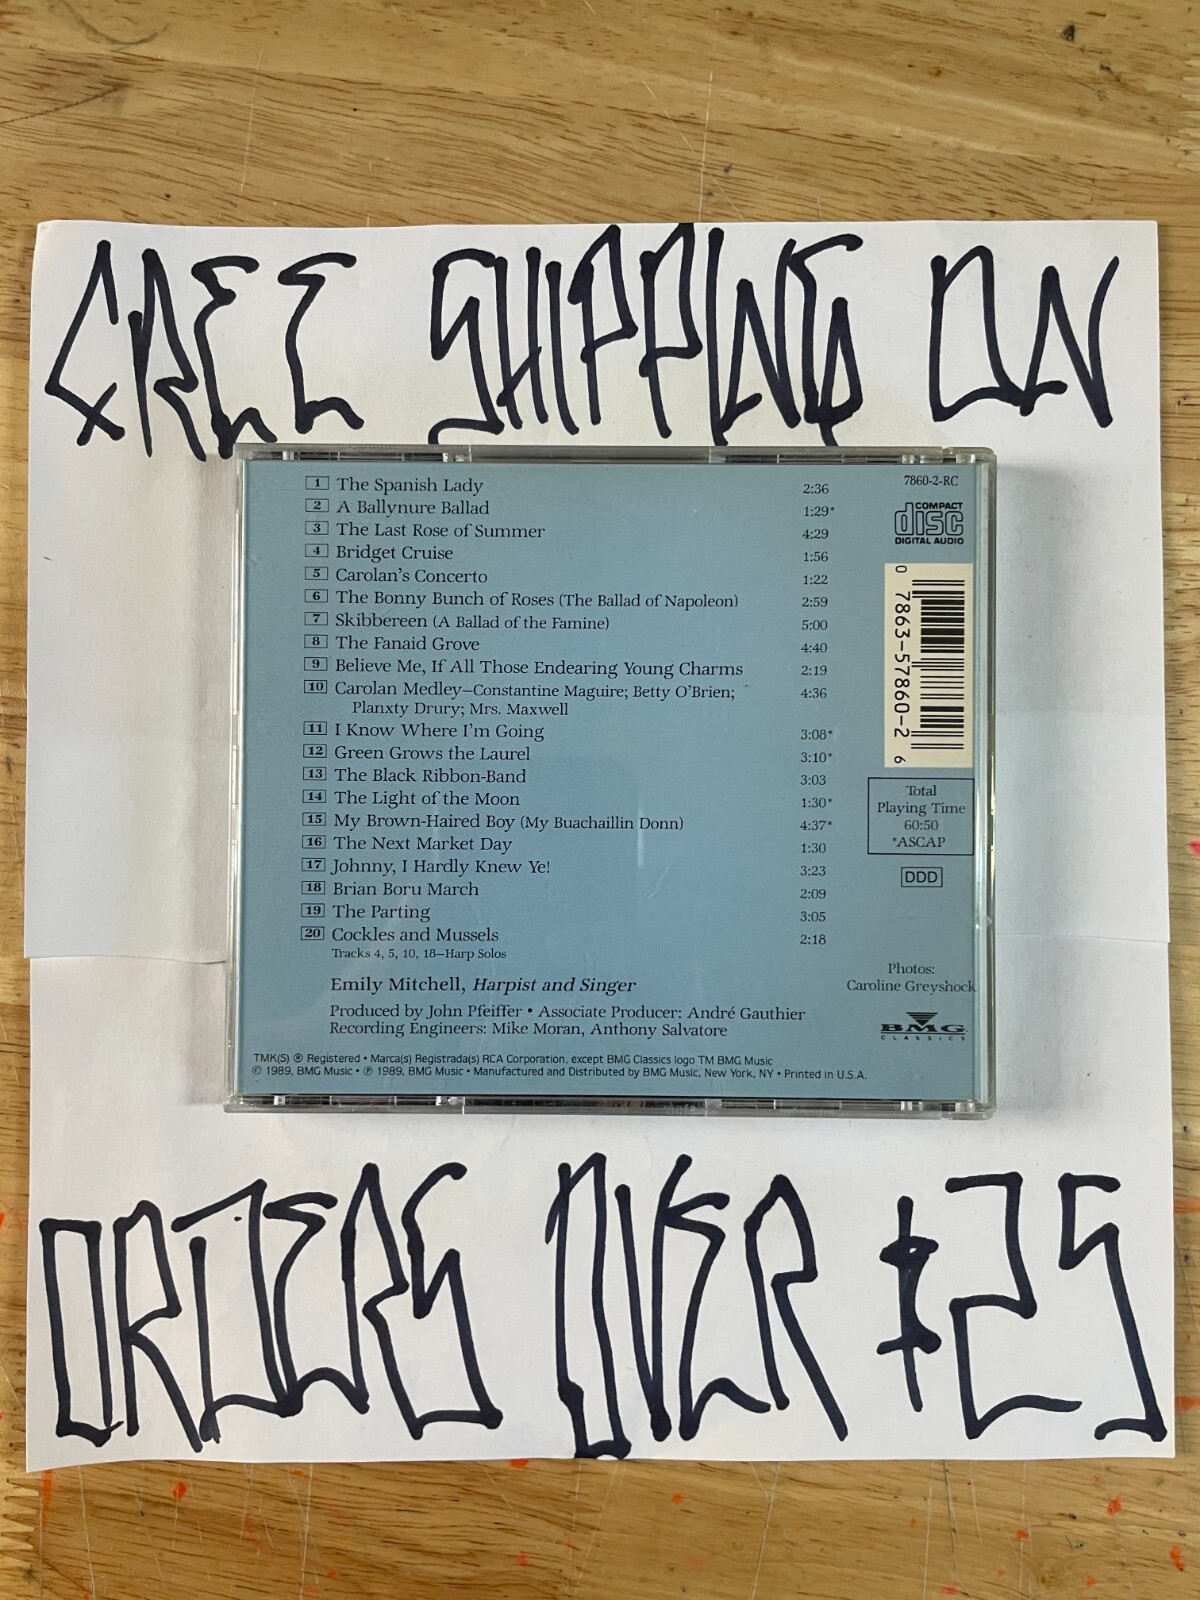 FREE SHIPPING ON
1 The Spanish Lady 2:36
2 A Ballynure Ballad 1:29*
3 The Last Rose of Summer 4:29
4 Bridget Cruise 1:56
5 Carolan's Concerto 1:22
6 The Bonny Bunch of Roses (The Ballad of Napoleon) 2:59
7 Skibbereen (A Ballad of the Famine) 5:00
8 The Fanaid Grove 4:40
9 Believe Me, If All Those Endearing Young Charms 2:19
10 Carolan Medley—Constantine Maguire; Betty O'Brien; 4:36
Planxty Drury; Mrs. Maxwell
11 I Know Where I'm Going 3:08*
12 Green Grows the Laurel 3:10*
13 The Black Ribbon-Band 3:03
14 The Light of the Moon 1:30*
15 My Brown-Haired Boy (My Buachaillin Donn) 4:37*
16 The Next Market Day 1:30
17 Johnny, I Hardly Knew Ye! 3:23
18 Brian Boru March 2:09
19 The Parting 3:05
20 Cockles and Mussels 2:18
Tracks 4, 5, 10, 18—Harp Solos
Emily Mitchell, Harpist and Singer
Produced by John Pfeiffer • Associate Producer: André Gauthier
Recording Engineers: Mike Moran, Anthony Salvatore
TMK(S) ® Registered • Marca(s) Registrada(s) RCA Corporation, except BMG Classics logo TM BMG Music
© 1989, BMG Music • ℗ 1989, BMG Music • Manufactured and Distributed by BMG Music, New York, NY • Printed in U.S.A.
7860-2-RC
COMPACT
disc
DIGITAL AUDIO
0 7863-57860-2 6
Total
Playing Time
60:50
*ASCAP
DDD
Photos:
Caroline Greyshock
BMG
CLASSICS
ORDERS OVER $25